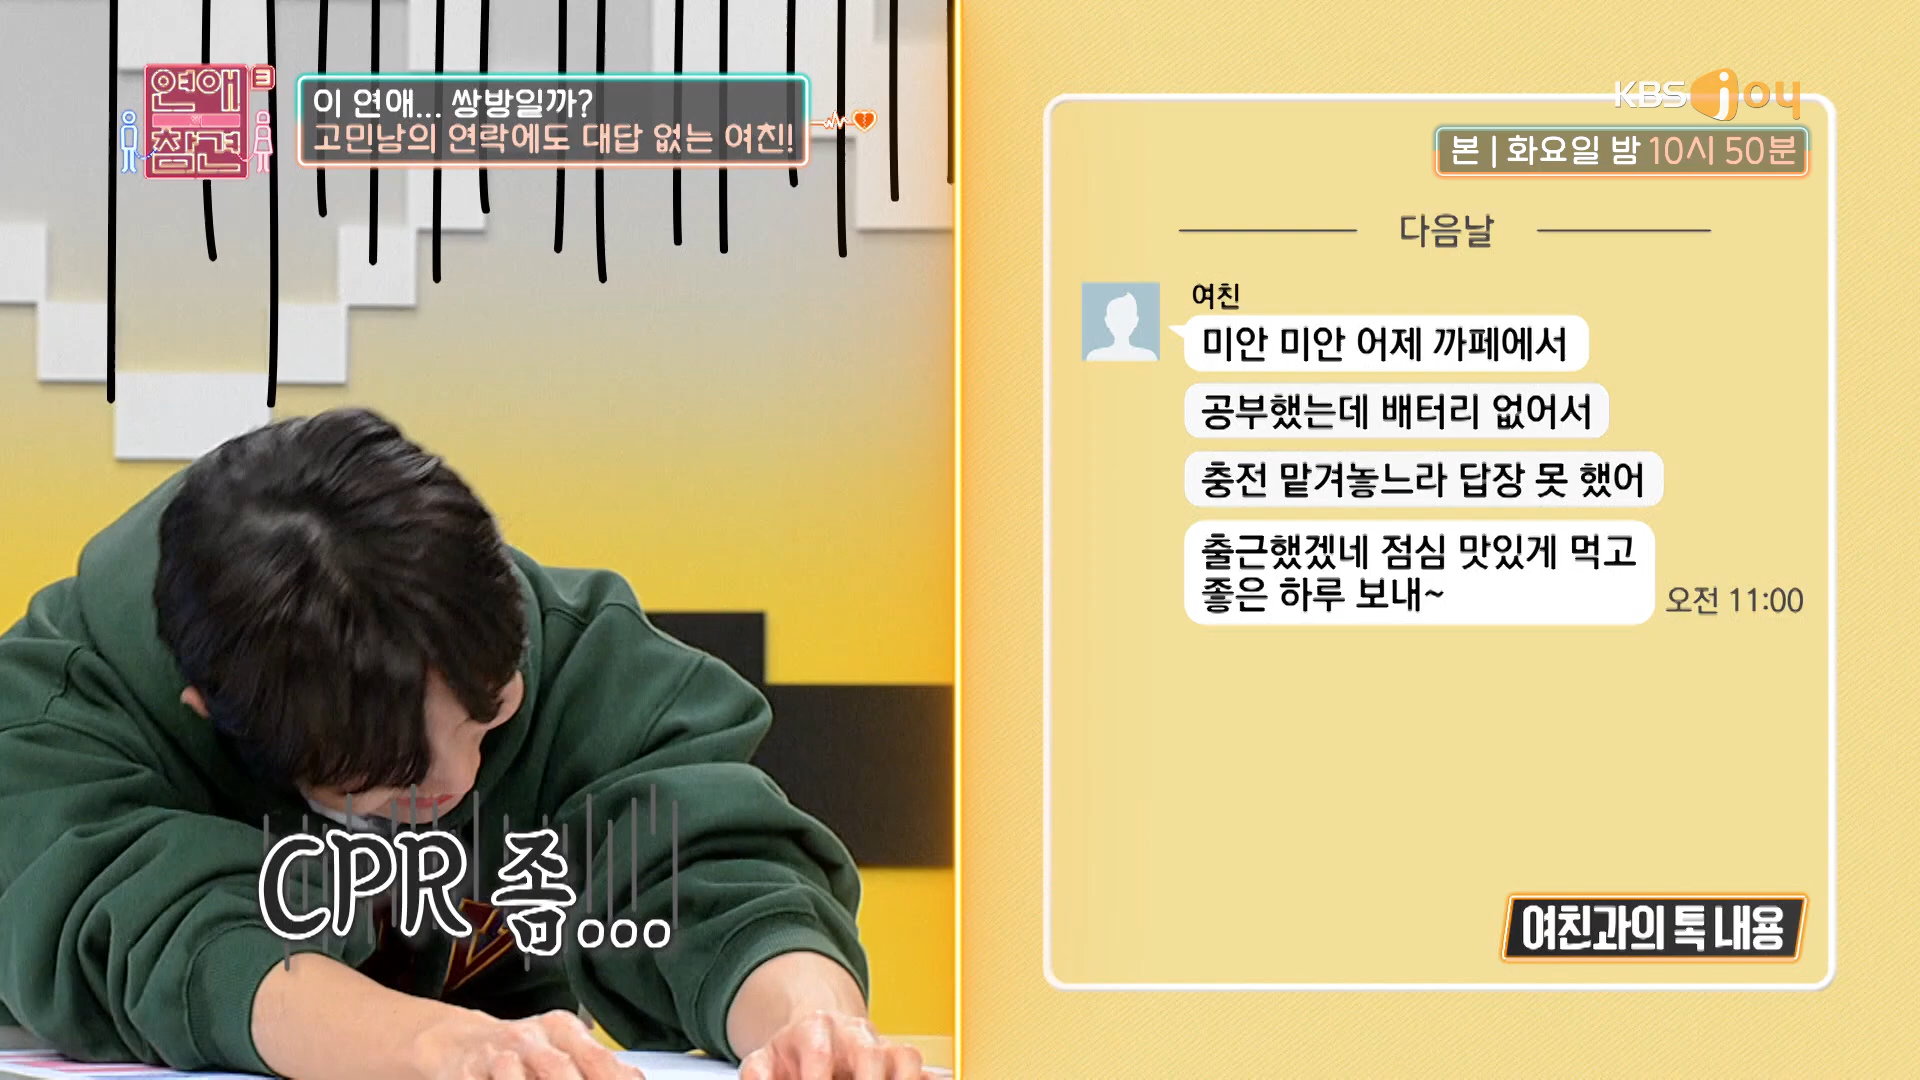 연애의 참견 3
이 연애... 쌍방일까?
고민남의 연락에도 대답 없는 여친!
KBS joy
본 | 화요일 밤 10시 50분
다음날
여친
미안 미안 어제 까페에서
공부했는데 배터리 없어서
충전 맡겨놓느라 답장 못 했어
출근했겠네 점심 맛있게 먹고
좋은 하루 보내~
오전 11:00
CPR 좀...
여친과의 톡 내용